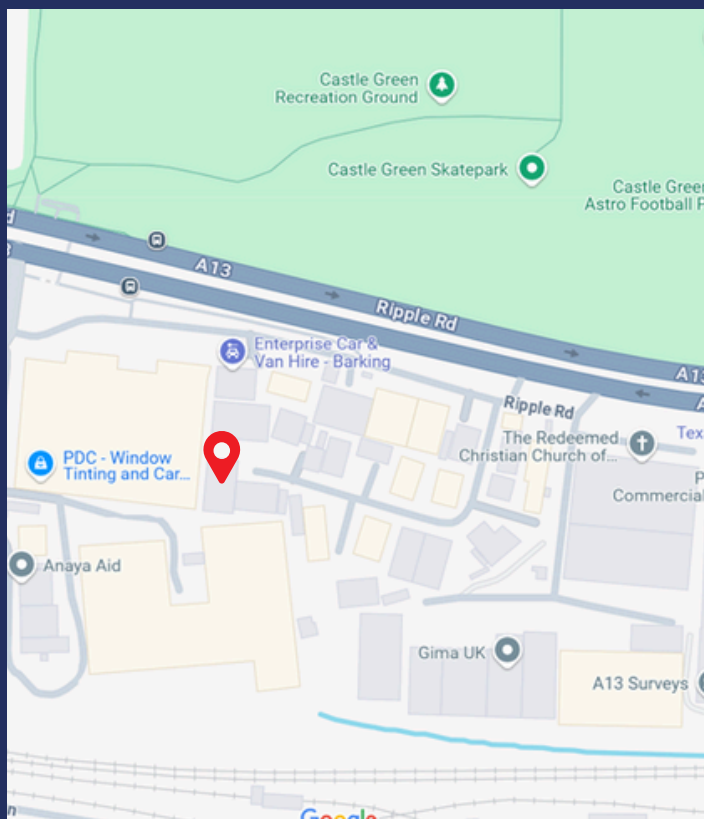 Castle Green
Recreation Ground
Castle Green Skatepark
Castle
Astro Football
A13
Ripple Rd
Enterprise Car &
Van Hire - Barking
A13
Ripple Rd
PDC - Window
Tinting and Car...
The Redeemed
Christian Church of...
Commercial
Anaya Aid
Gima UK
A13 Surveys
Google